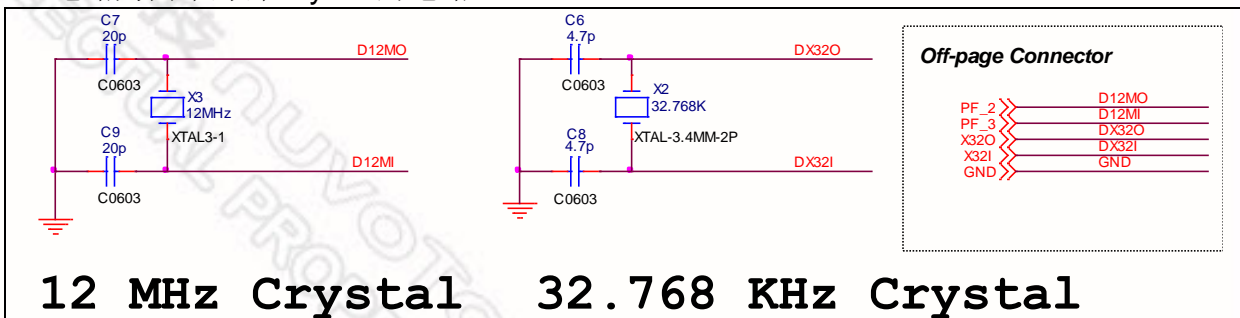 C7
20p
D12MO
C0603
X3
12MHz
XTAL3-1
C9
20p
D12MI
C0603
12 MHz Crystal
C6
4.7p
DX32O
C0603
X2
32.768K
XTAL-3.4MM-2P
C8
4.7p
DX32I
C0603
32.768 KHz Crystal
Off-page Connector
PF_2 D12MO
PF_3 D12MI
X32O DX32O
X32I DX32I
GND GND
NUVOTO